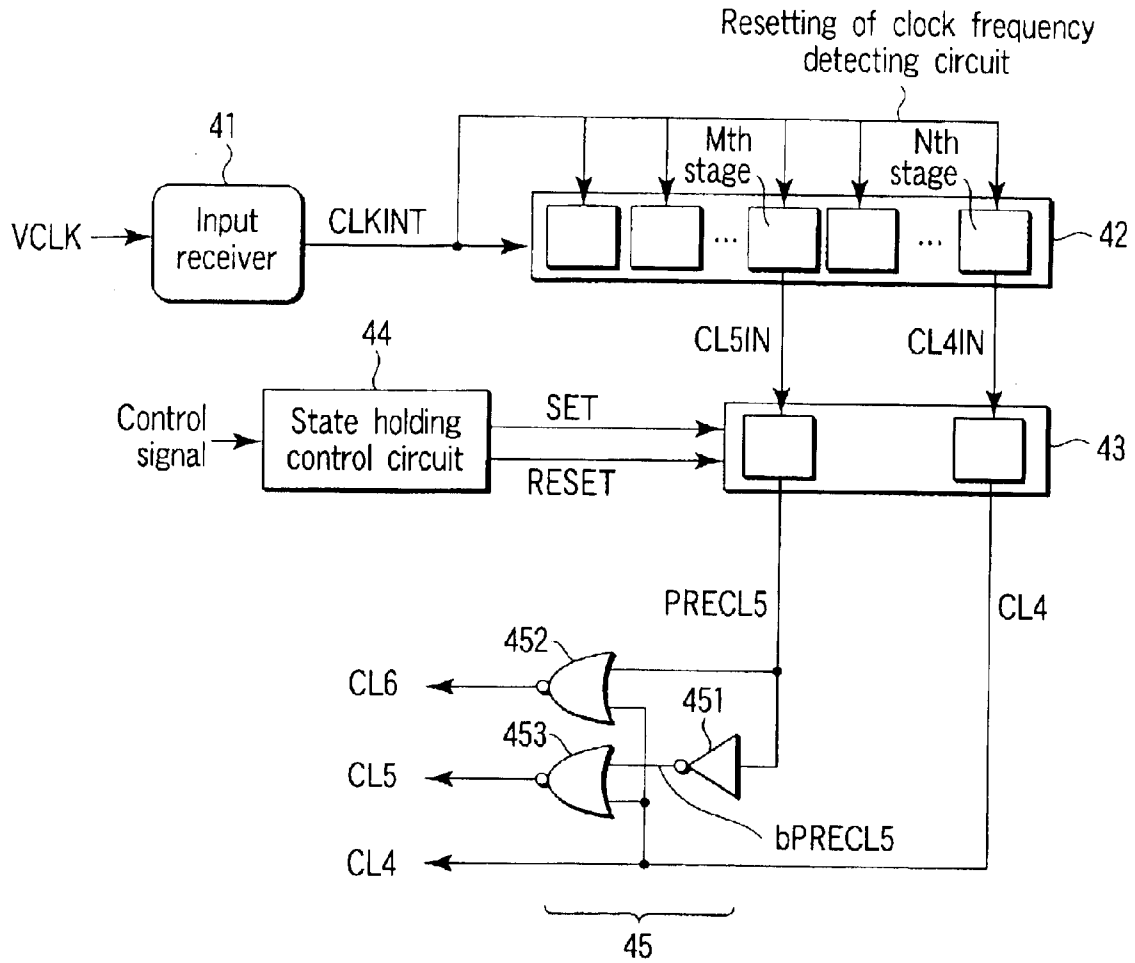 Resetting of clock frequency
detecting circuit
41
Mth
stage
Nth
stage
Input
receiver
VCLK
CLKINT
...
...
42
CL5IN
CL4IN
44
Control
signal
State holding
control circuit
SET
RESET
43
PRECL5
CL4
452
CL6
451
453
CL5
bPRECL5
CL4
45